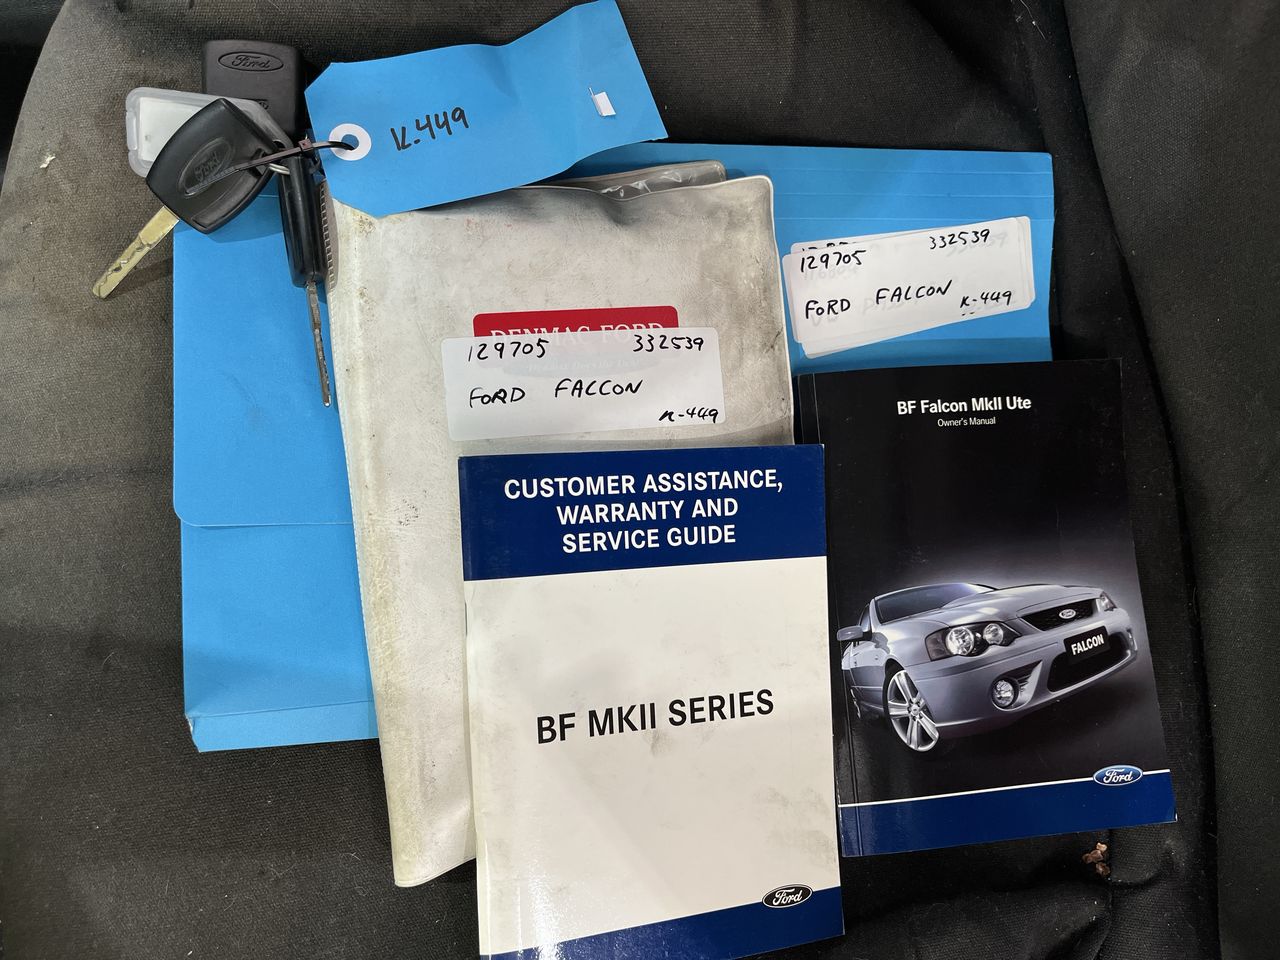 Ford
Ford
K.449
129705 332539
FORD FALCON
K-449
DENMAC FORD
129705 332539
FORD FALCON
K-449
BF Falcon MkII Ute
Owner's Manual
FALCON
Ford
CUSTOMER ASSISTANCE,
WARRANTY AND
SERVICE GUIDE
BF MKII SERIES
Ford